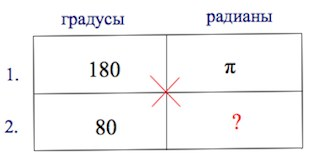 градусы радианы
1. 180 π
2. 80 ?